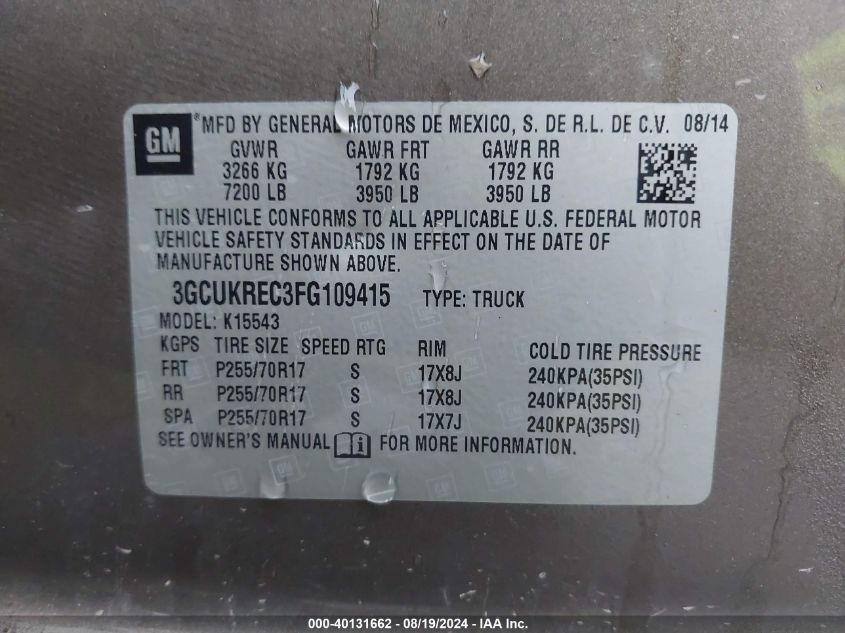 GM ® MFD BY GENERAL MOTORS DE MEXICO, S. DE R.L. DE C.V. 08/14
GVWR GAWR FRT GAWR RR
3266 KG 1792 KG 1792 KG
7200 LB 3950 LB 3950 LB
THIS VEHICLE CONFORMS TO ALL APPLICABLE U.S. FEDERAL MOTOR
VEHICLE SAFETY STANDARDS IN EFFECT ON THE DATE OF
MANUFACTURE SHOWN ABOVE.
3GCUKREC3FG109415 TYPE: TRUCK
MODEL: K15543
KGPS TIRE SIZE SPEED RTG RIM COLD TIRE PRESSURE
FRT P255/70R17 S 17X8J 240KPA(35PSI)
RR P255/70R17 S 17X8J 240KPA(35PSI)
SPA P255/70R17 S 17X7J 240KPA(35PSI)
SEE OWNER'S MANUAL FOR MORE INFORMATION.
000-40131662 - 08/19/2024 - IAA Inc.